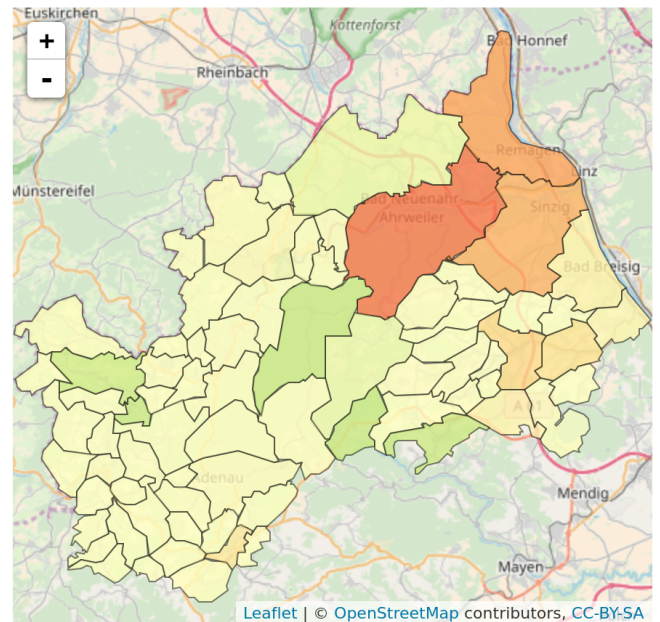 Euskirchen
Kottenforst
+
Bad Honnef
Rheinbach
-
Remagen
Linz
Münstereifel
Bad Neuenahr-
Ahrweiler
Sinzig
Bad Breisig
A 61
Adenau
Mendig
Mayen
Leaflet | © OpenStreetMap contributors, CC-BY-SA